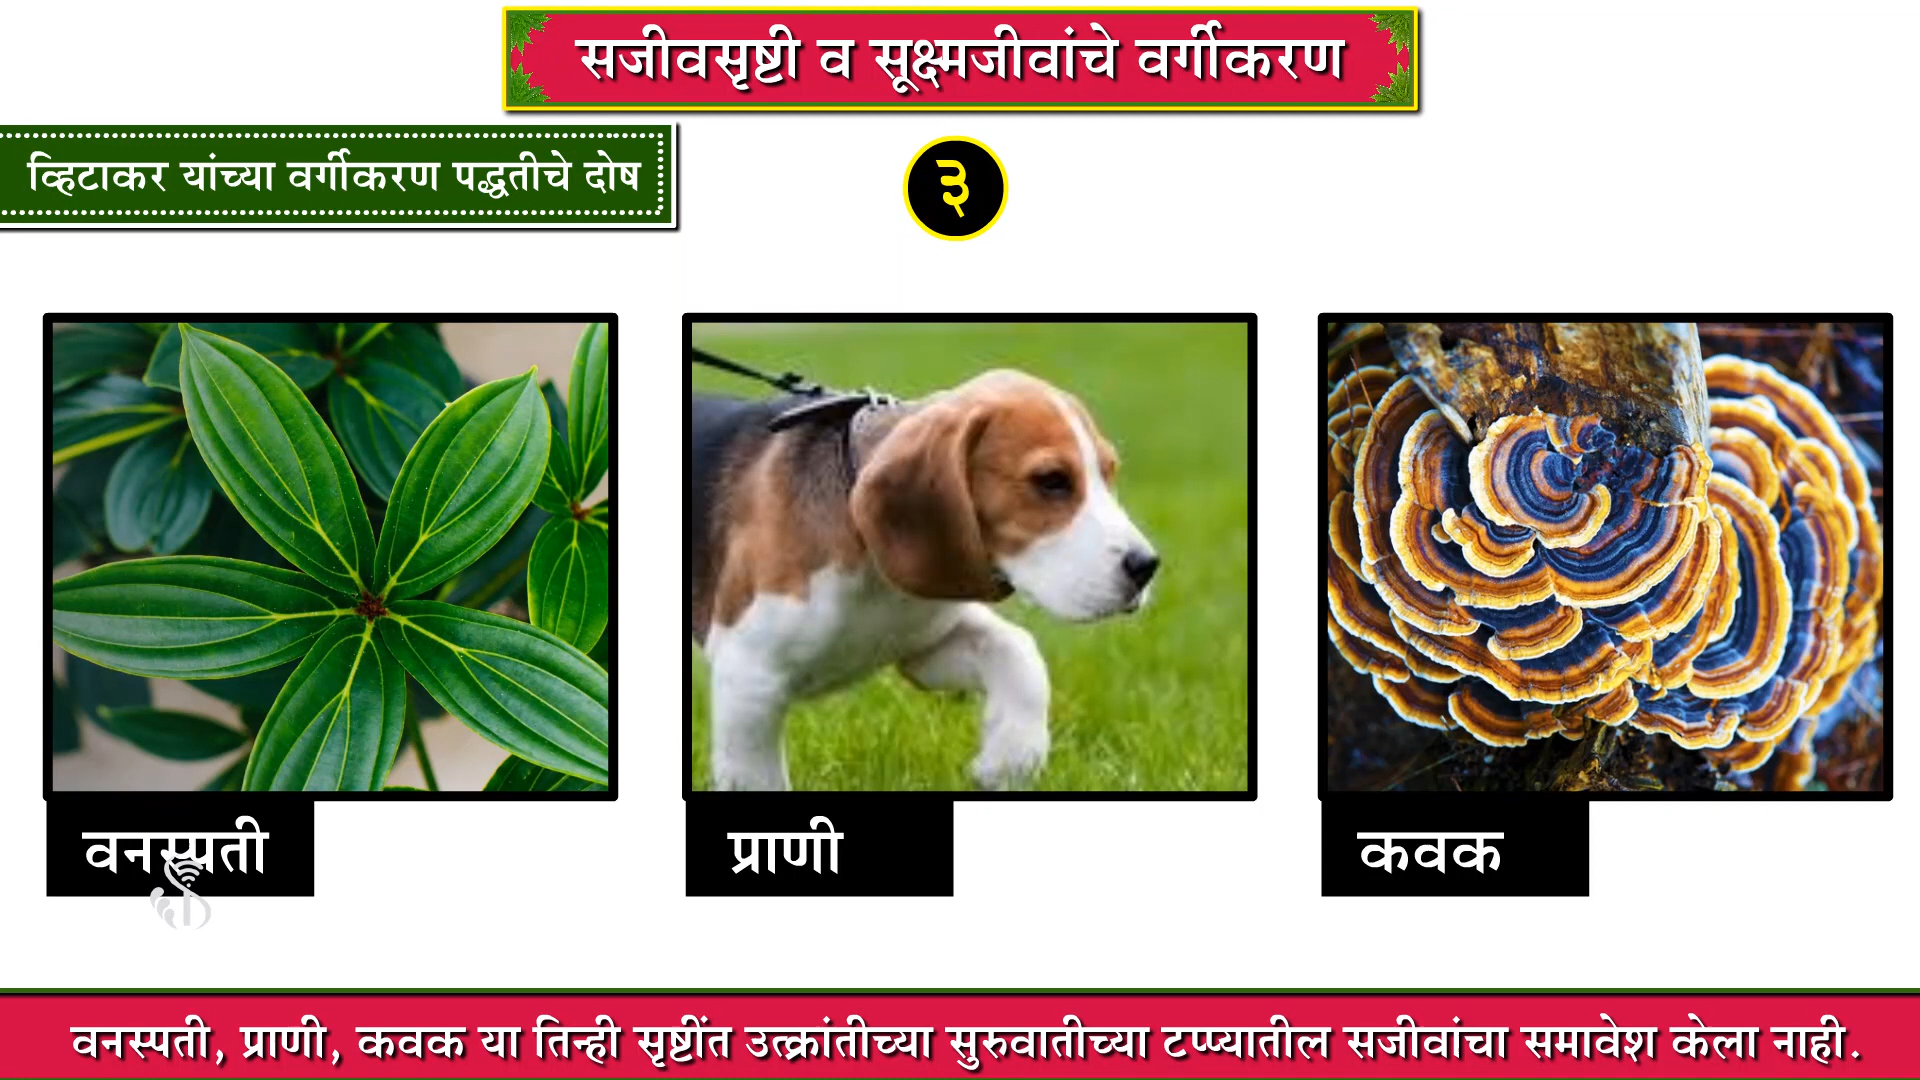 सजीवसृष्टी व सूक्ष्मजीवांचे वर्गीकरण
व्हिटाकर यांच्या वर्गीकरण पद्धतीचे दोष
३
वनस्पती
प्राणी
कवक
वनस्पती, प्राणी, कवक या तिन्ही सृष्टींत उत्क्रांतीच्या सुरुवातीच्या टप्प्यातील सजीवांचा समावेश केला नाही.